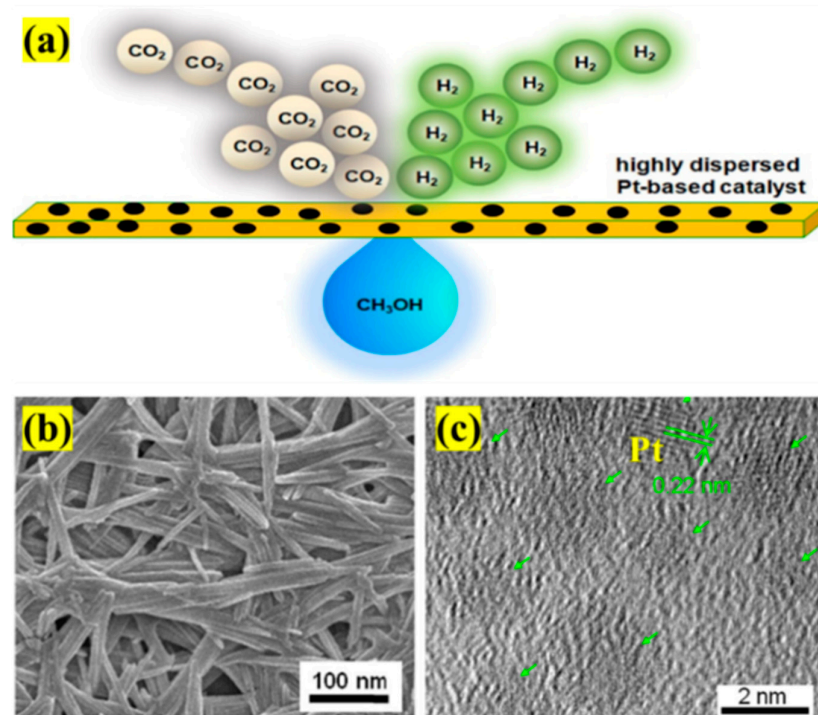 (a)
CO₂
CO₂
CO₂
CO₂
CO₂
CO₂
CO₂
CO₂
CO₂
H₂
H₂
H₂
H₂
H₂
H₂
H₂
H₂
H₂
highly dispersed
Pt-based catalyst
CH₃OH
(b)
100 nm
(c)
Pt
0.22 nm
2 nm